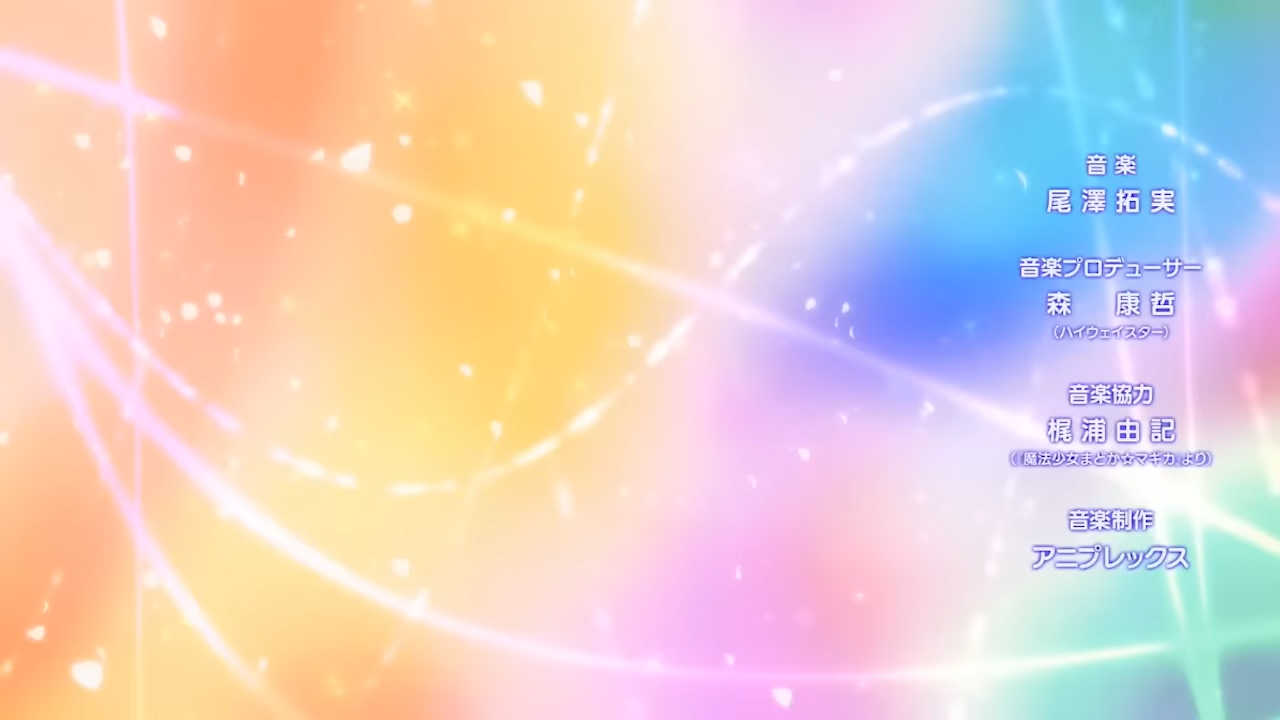 音楽
尾澤拓実
音楽プロデューサー
森 康哲
(ハイウェイスター)
音楽協力
梶浦由記
(『魔法少女まどか☆マギカ』より)
音楽制作
アニプレックス